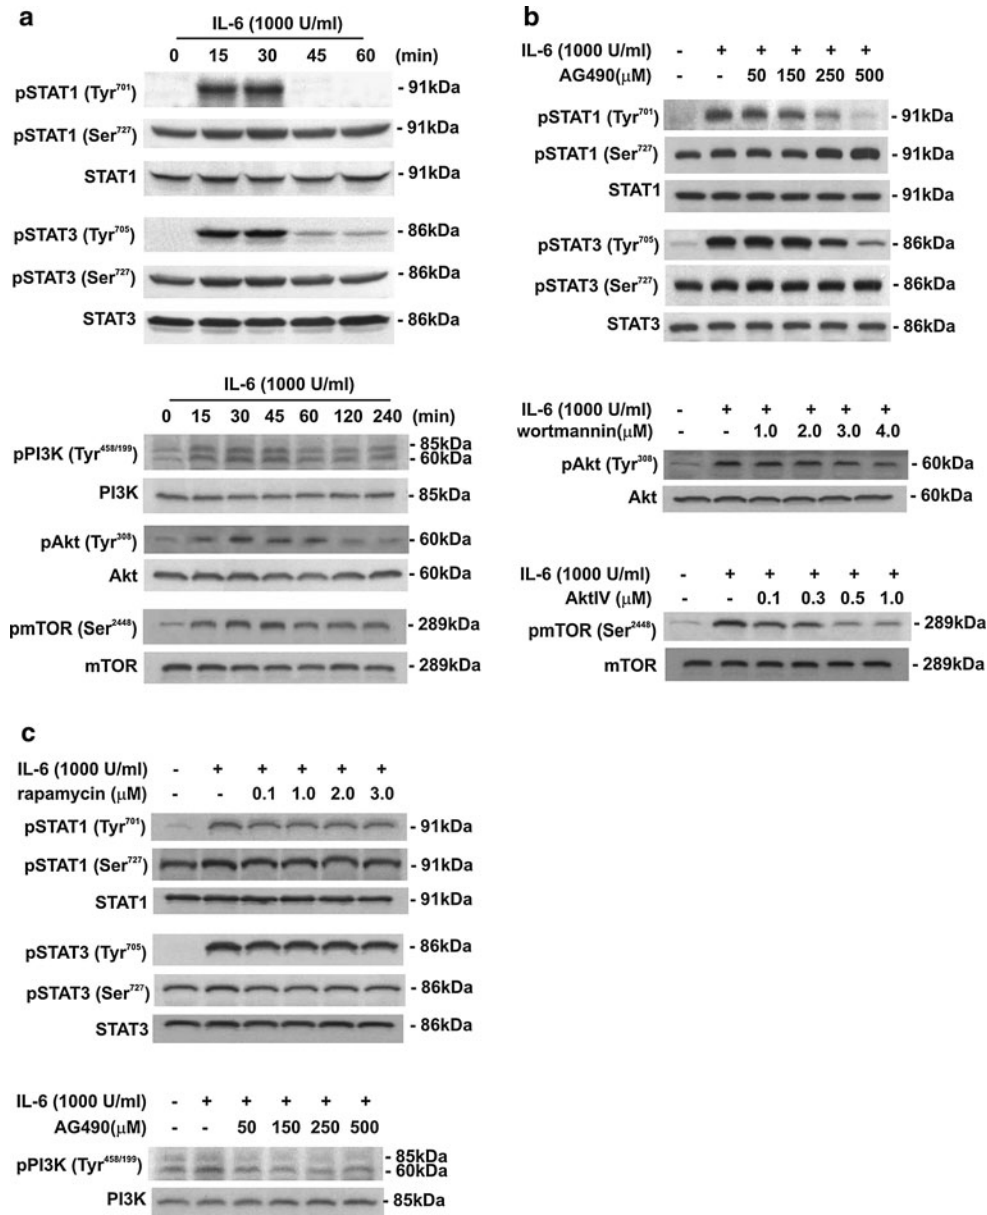 a
IL-6 (1000 U/ml)
0 15 30 45 60 (min)
pSTAT1 (Tyr701) - 91kDa
pSTAT1 (Ser727) - 91kDa
STAT1 - 91kDa
pSTAT3 (Tyr705) - 86kDa
pSTAT3 (Ser727) - 86kDa
STAT3 - 86kDa
IL-6 (1000 U/ml)
0 15 30 45 60 120 240 (min)
pPI3K (Tyr458/199) - 85kDa
- 60kDa
PI3K - 85kDa
pAkt (Tyr308) - 60kDa
Akt - 60kDa
pmTOR (Ser2448) - 289kDa
mTOR - 289kDa
b
IL-6 (1000 U/ml) - + + + + +
AG490(μM) - - 50 150 250 500
pSTAT1 (Tyr701) - 91kDa
pSTAT1 (Ser727) - 91kDa
STAT1 - 91kDa
pSTAT3 (Tyr705) - 86kDa
pSTAT3 (Ser727) - 86kDa
STAT3 - 86kDa
IL-6 (1000 U/ml) - + + + + +
wortmannin(μM) - - 1.0 2.0 3.0 4.0
pAkt (Tyr308) - 60kDa
Akt - 60kDa
IL-6 (1000 U/ml) - + + + + +
AktIV (μM) - - 0.1 0.3 0.5 1.0
pmTOR (Ser2448) - 289kDa
mTOR - 289kDa
c
IL-6 (1000 U/ml) - + + + + +
rapamycin (μM) - - 0.1 1.0 2.0 3.0
pSTAT1 (Tyr701) - 91kDa
pSTAT1 (Ser727) - 91kDa
STAT1 - 91kDa
pSTAT3 (Tyr705) - 86kDa
pSTAT3 (Ser727) - 86kDa
STAT3 - 86kDa
IL-6 (1000 U/ml) - + + + + +
AG490(μM) - - 50 150 250 500
pPI3K (Tyr458/199) - 85kDa
- 60kDa
PI3K - 85kDa